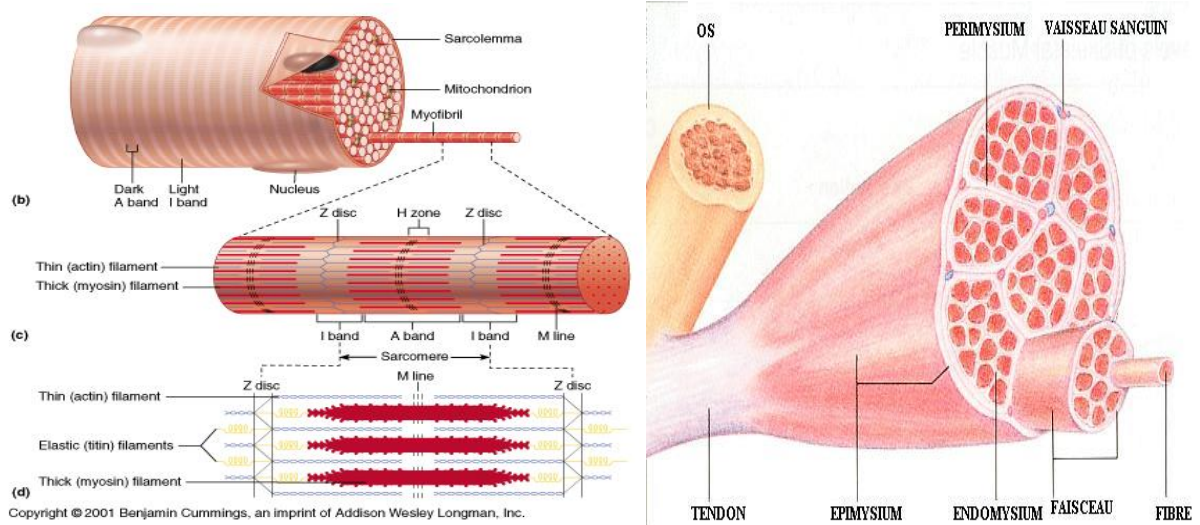 Sarcolemma
Mitochondrion
Myofibril
Dark
A band
Light
I band
Nucleus
(b)
Z disc
H zone
Z disc
Thin (actin) filament
Thick (myosin) filament
I band
A band
I band
M line
(c)
Sarcomere
Z disc
M line
Z disc
Thin (actin) filament
Elastic (titin) filaments
Thick (myosin) filament
(d)
Copyright © 2001 Benjamin Cummings, an imprint of Addison Wesley Longman, Inc.
OS
PERIMYSIUM
VAISSEAU SANGUIN
TENDON
EPIMYSIUM
ENDOMYSIUM
FAISCEAU
FIBRE